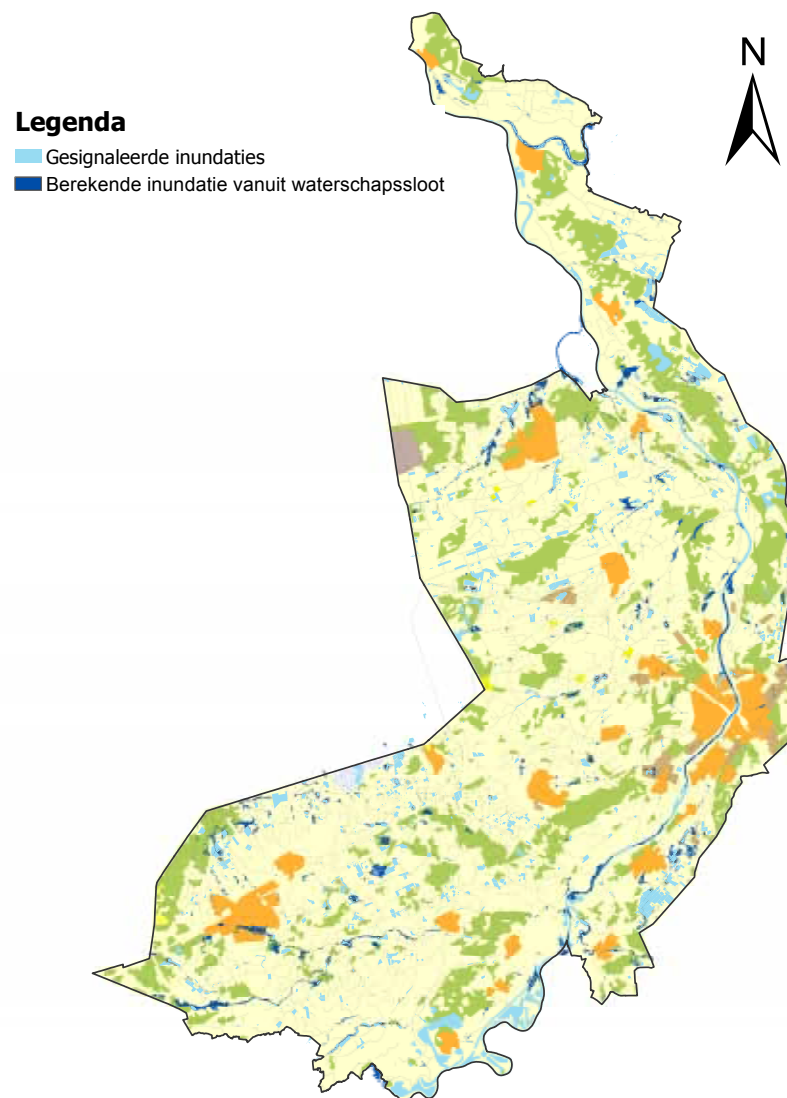 N
Legenda
Gesignaleerde inundaties
Berekende inundatie vanuit waterschapssloot